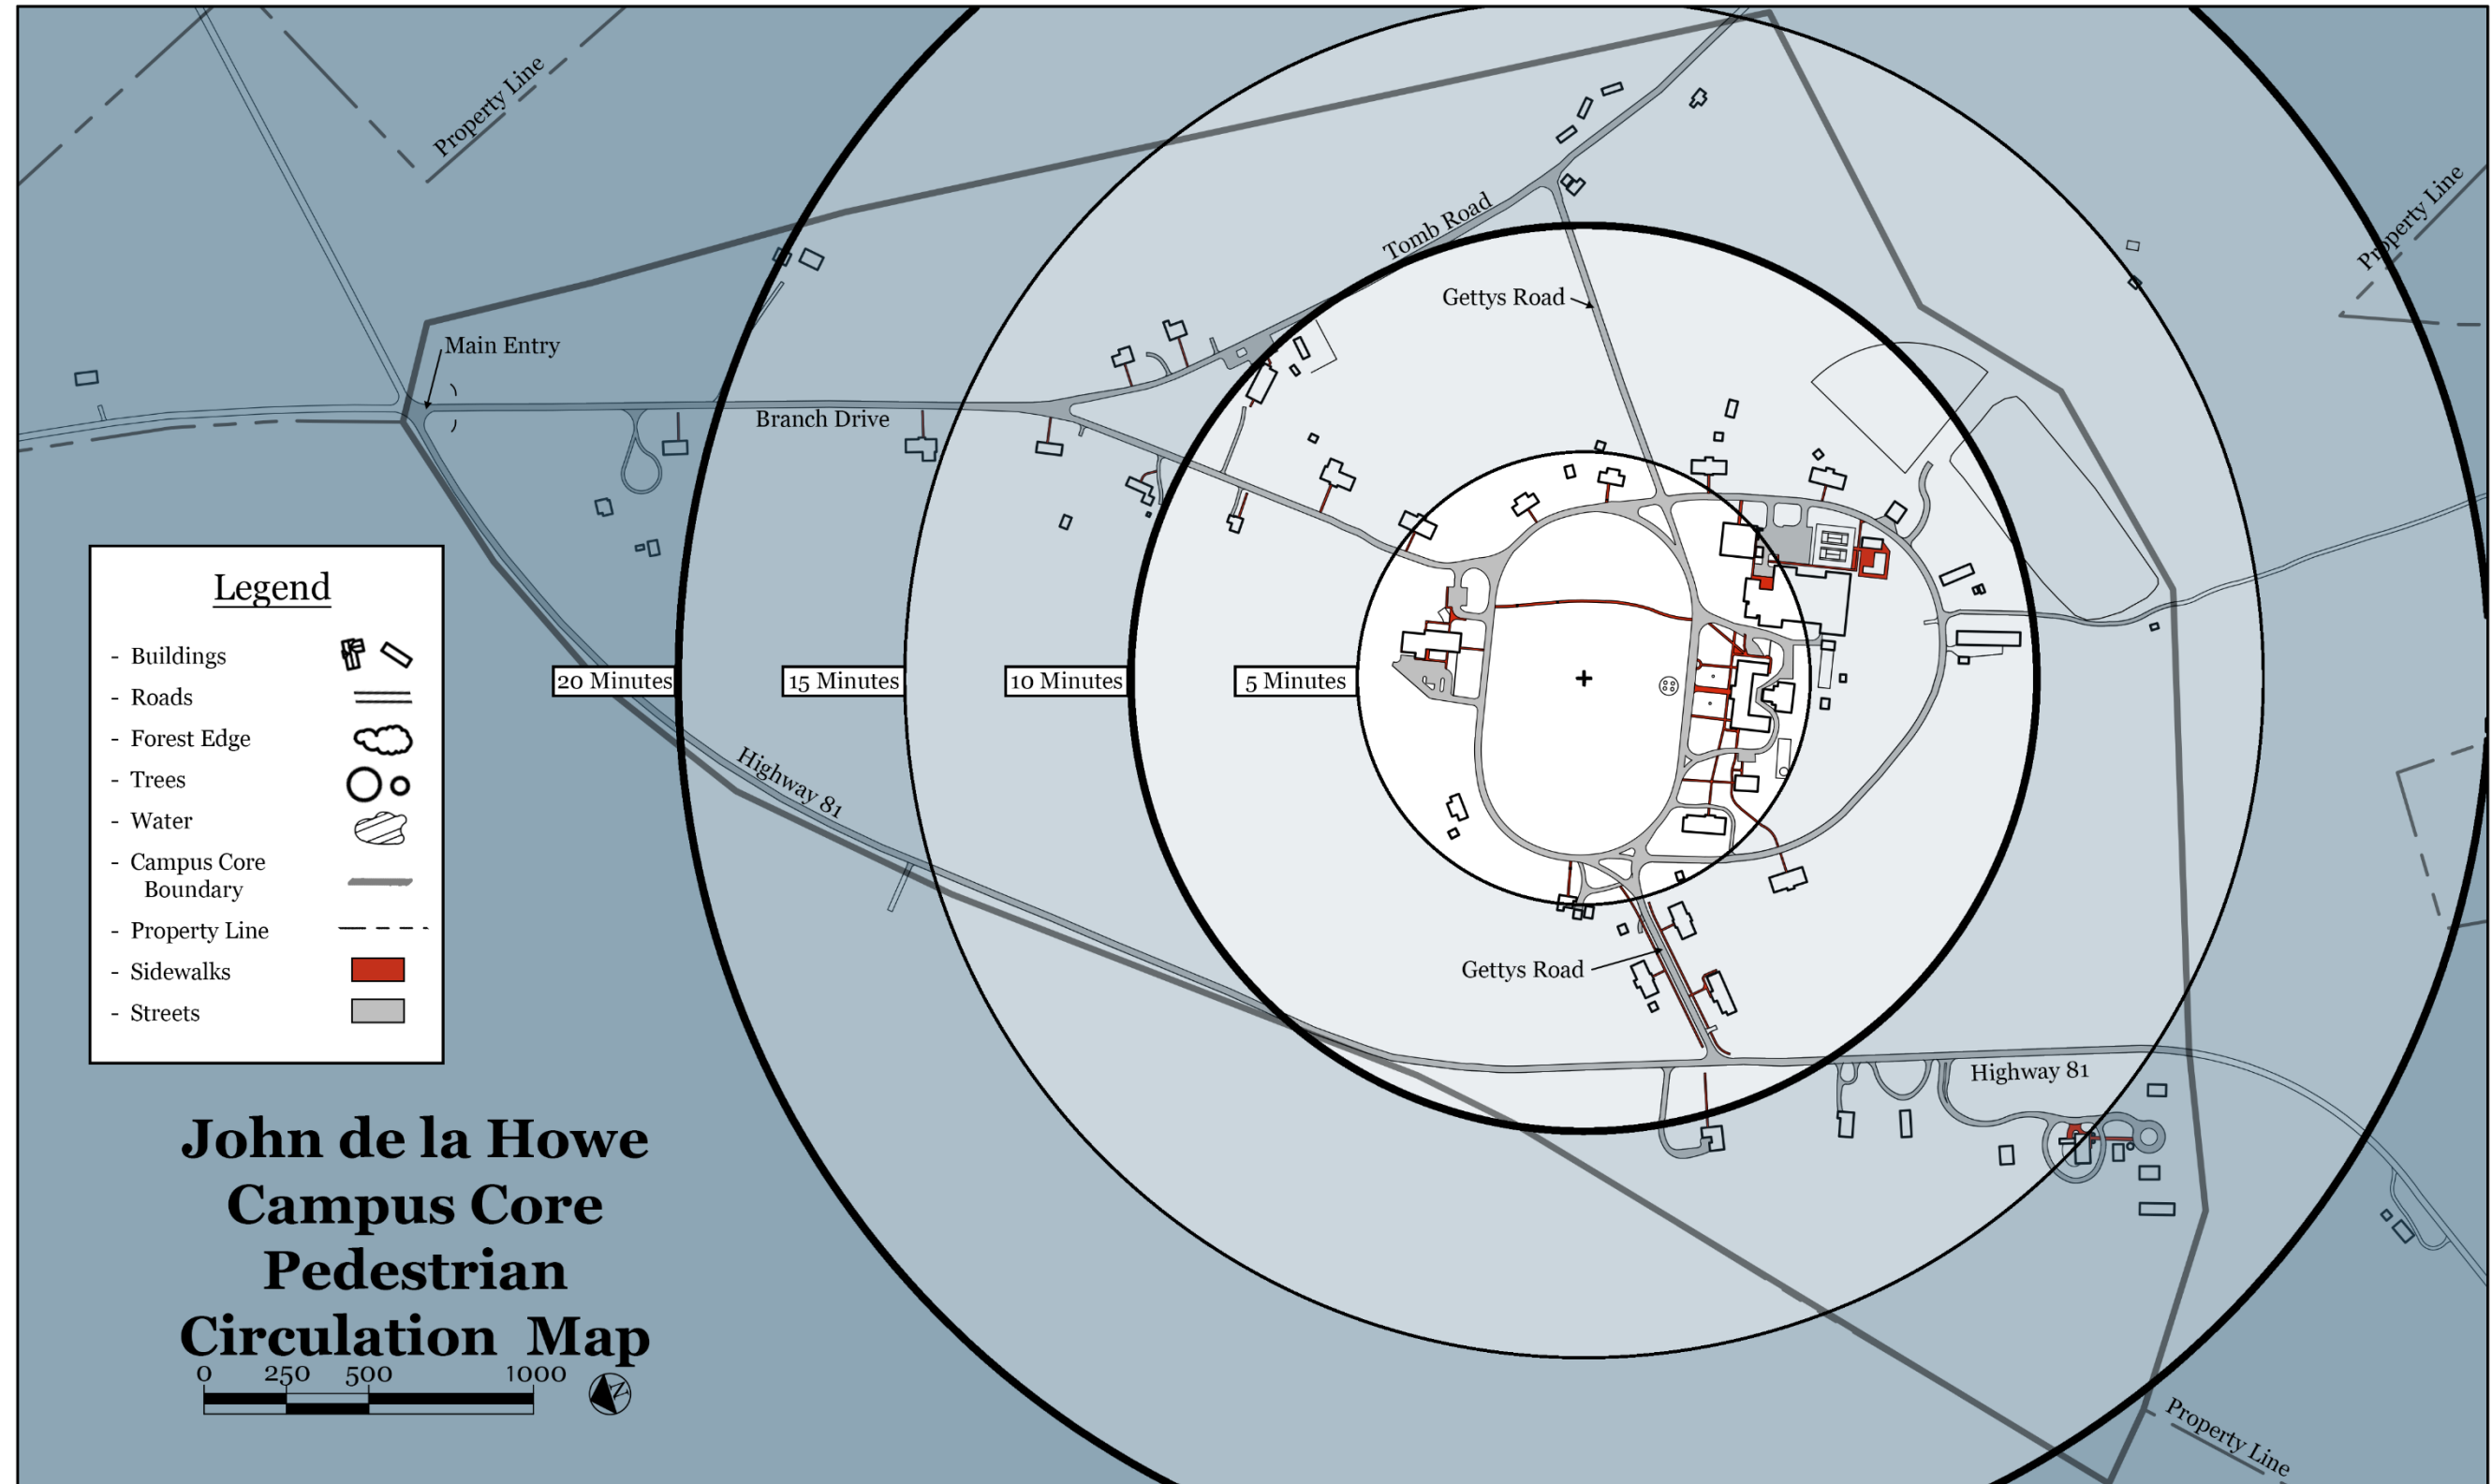 Property Line
Property Line
Tomb Road
Gettys Road
Main Entry
Branch Drive
Legend
- Buildings
- Roads
- Forest Edge
- Trees
- Water
- Campus Core
Boundary
- Property Line
- Sidewalks
- Streets
20 Minutes
15 Minutes
10 Minutes
5 Minutes
Highway 81
Gettys Road
Highway 81
John de la Howe
Campus Core
Pedestrian
Circulation Map
0 250 500 1000
N
Property Line